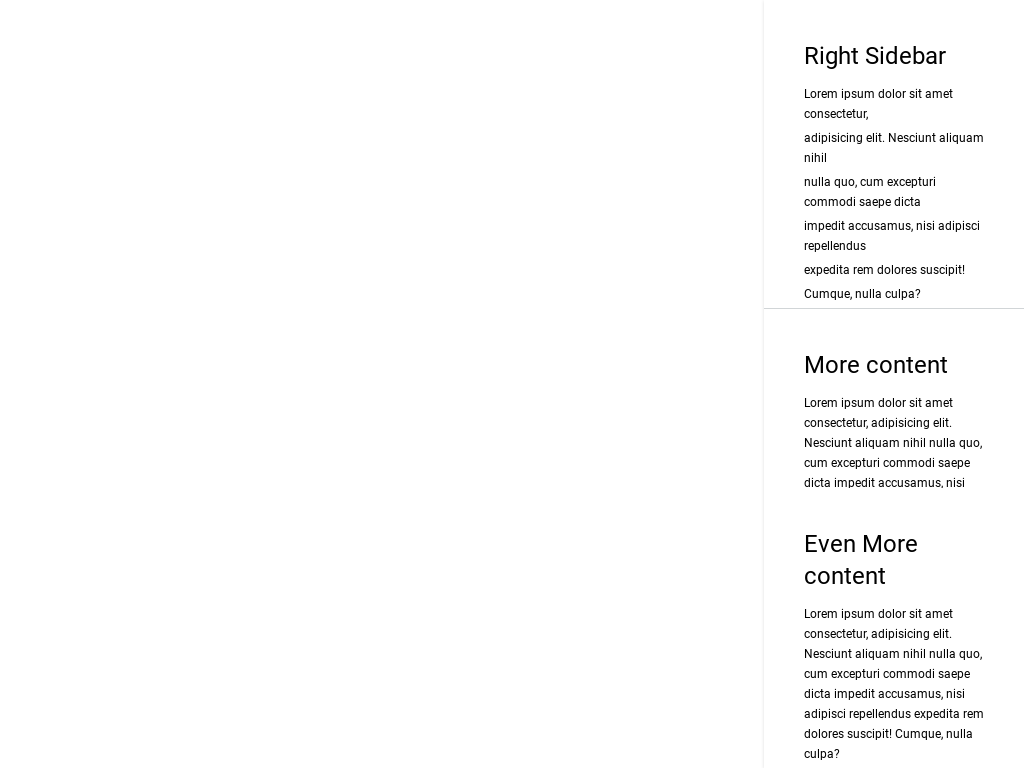 Right Sidebar
Lorem ipsum dolor sit amet
consectetur,
adipisicing elit. Nesciunt aliquam
nihil
nulla quo, cum excepturi
commodi saepe dicta
impedit accusamus, nisi adipisci
repellendus
expedita rem dolores suscipit!
Cumque, nulla culpa?
More content
Lorem ipsum dolor sit amet
consectetur, adipisicing elit.
Nesciunt aliquam nihil nulla quo,
cum excepturi commodi saepe
dicta impedit accusamus, nisi
Even More
content
Lorem ipsum dolor sit amet
consectetur, adipisicing elit.
Nesciunt aliquam nihil nulla quo,
cum excepturi commodi saepe
dicta impedit accusamus, nisi
adipisci repellendus expedita rem
dolores suscipit! Cumque, nulla
culpa?